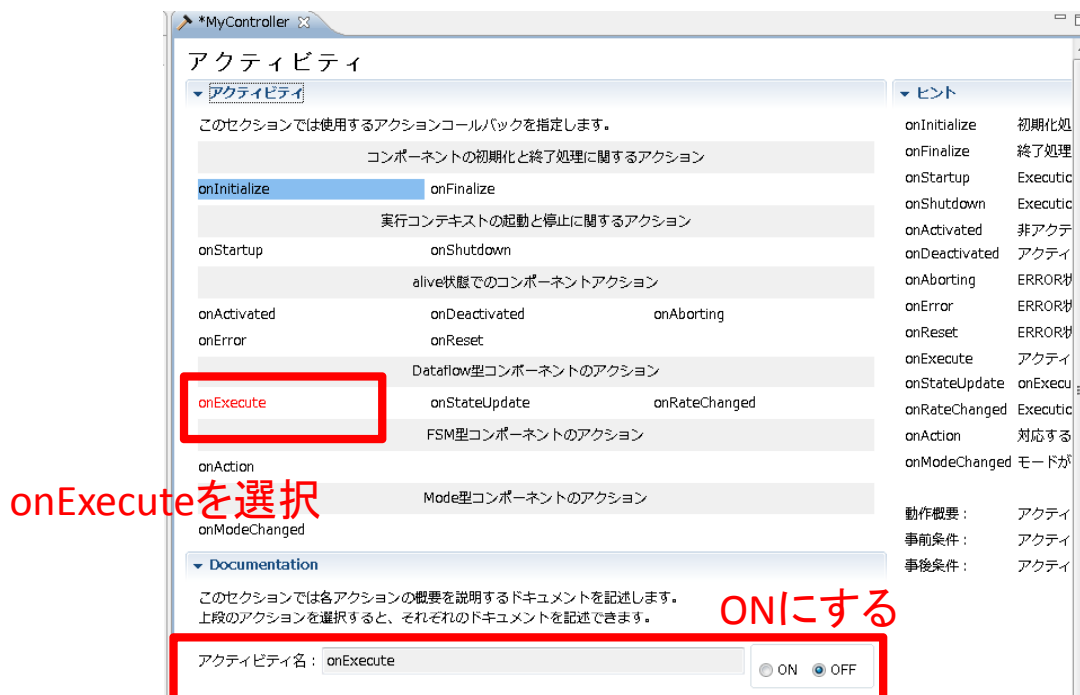 *MyController
アクティビティ
アクティビティ
このセクションでは使用するアクションコールバックを指定します。
コンポーネントの初期化と終了処理に関するアクション
onInitialize onFinalize
実行コンテキストの起動と停止に関するアクション
onStartup onShutdown
alive状態でのコンポーネントアクション
onActivated onDeactivated onAborting
onError onReset
Dataflow型コンポーネントのアクション
onExecute onStateUpdate onRateChanged
FSM型コンポーネントのアクション
onAction
onExecuteを選択
Mode型コンポーネントのアクション
onModeChanged
Documentation
このセクションでは各アクションの概要を説明するドキュメントを記述します。
上段のアクションを選択すると、それぞれのドキュメントを記述できます。
ONにする
アクティビティ名： onExecute ON OFF
ヒント
onInitialize 初期化処
onFinalize 終了処理
onStartup Executio
onShutdown Executio
onActivated 非アクテ
onDeactivated アクティ
onAborting ERROR状
onError ERROR状
onReset ERROR状
onExecute アクティ
onStateUpdate onExecu
onRateChanged Executio
onAction 対応する
onModeChanged モードが
動作概要： アクティ
事前条件： アクティ
事後条件： アクティ